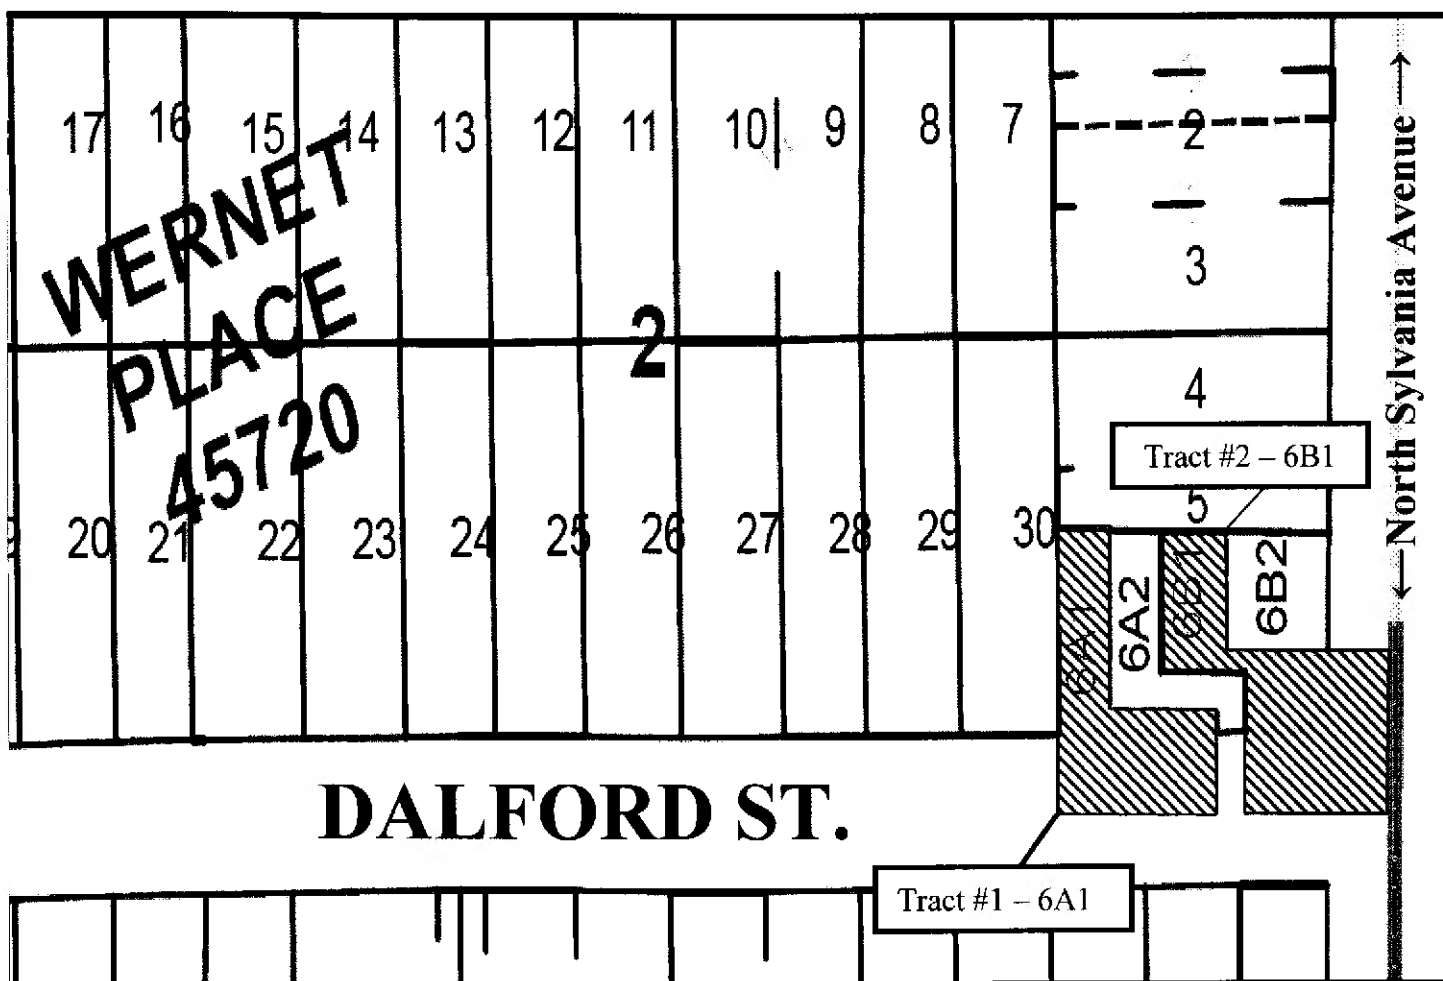 17 16 15 14 13 12 11 10 9 8 7 2
WERNET
PLACE
45720
2
3
4
5
← North Sylvania Avenue →
Tract #2 – 6B1
20 21 22 23 24 25 26 27 28 29 30
6A1 6A2 6B1 6B2
DALFORD ST.
Tract #1 – 6A1